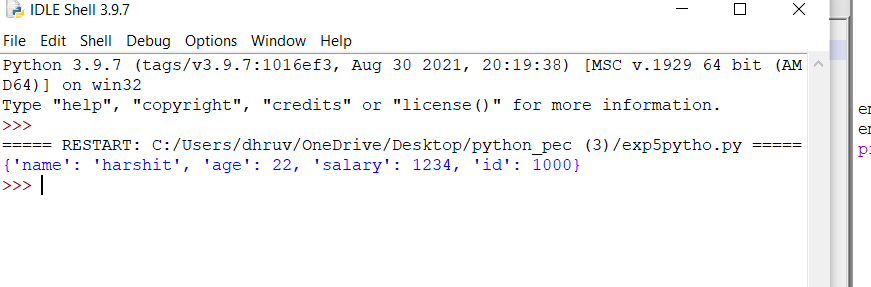 IDLE Shell 3.9.7
File Edit Shell Debug Options Window Help
Python 3.9.7 (tags/v3.9.7:1016ef3, Aug 30 2021, 20:19:38) [MSC v.1929 64 bit (AM
D64)] on win32
Type "help", "copyright", "credits" or "license()" for more information.
>>>
===== RESTART: C:/Users/dhruv/OneDrive/Desktop/python_pec (3)/exp5pytho.py =====
{'name': 'harshit', 'age': 22, 'salary': 1234, 'id': 1000}
>>>